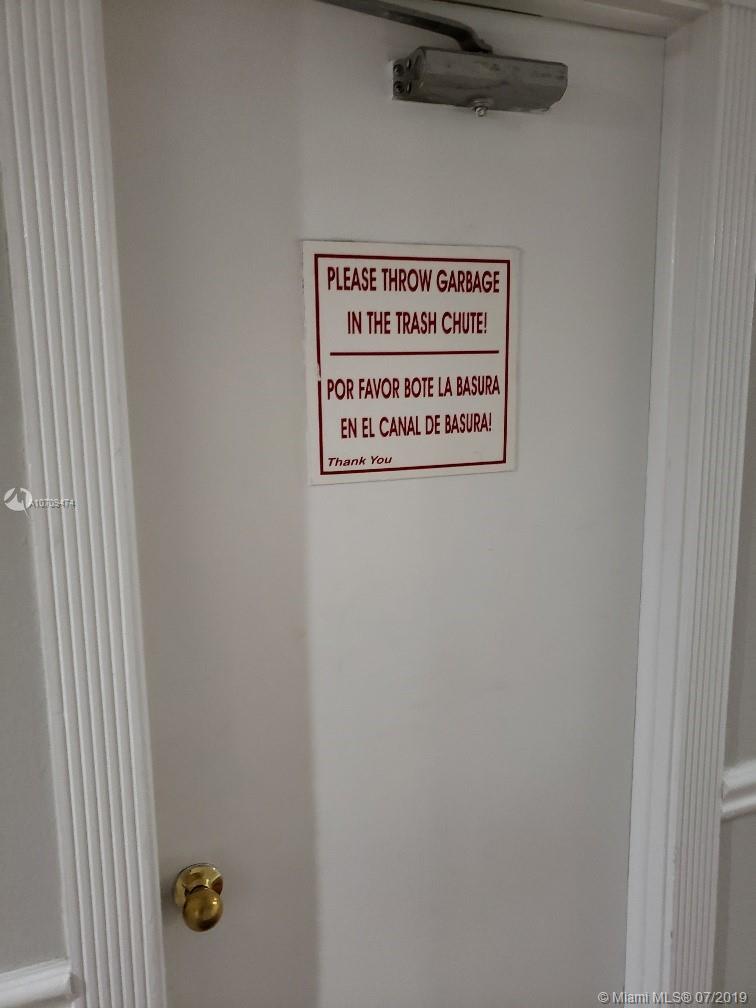 PLEASE THROW GARBAGE
IN THE TRASH CHUTE!
POR FAVOR BOTE LA BASURA
EN EL CANAL DE BASURA!
Thank You
A10709474
© Miami MLS® 07/2019